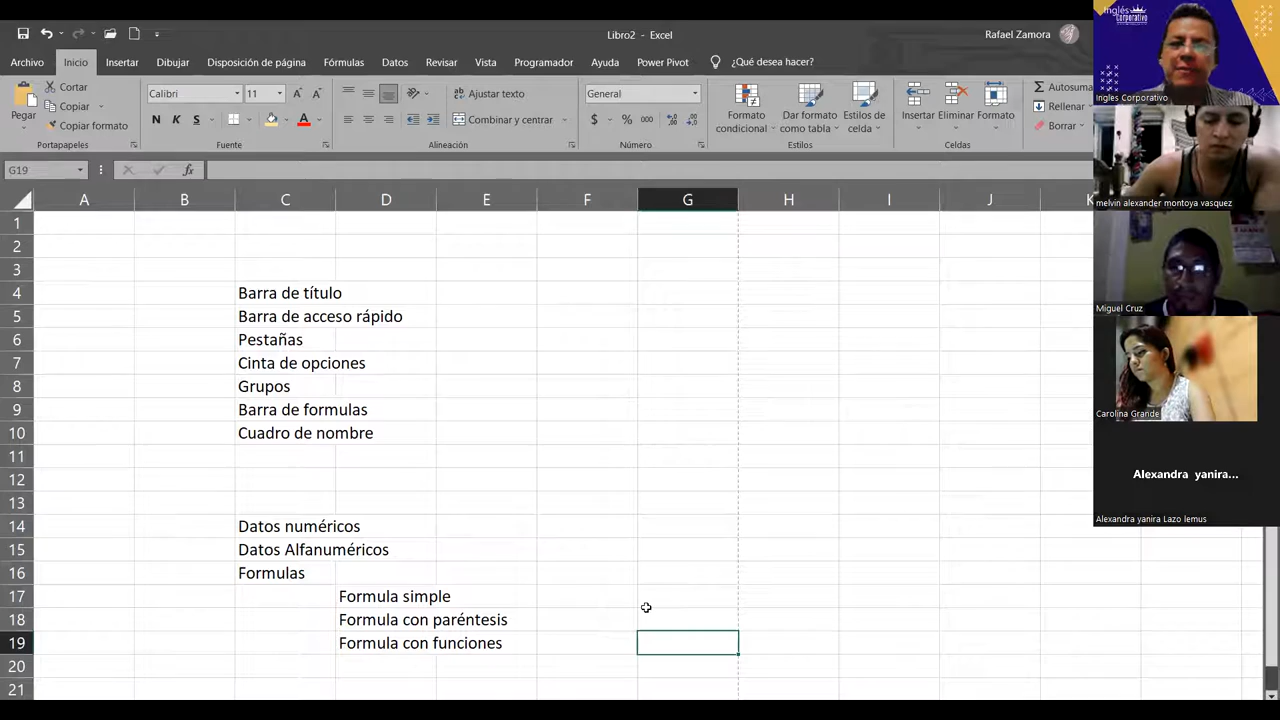 Libro2 - Excel
Rafael Zamora
Archivo Inicio Insertar Dibujar Disposición de página Fórmulas Datos Revisar Vista Programador Ayuda Power Pivot ¿Qué desea hacer?
Pegar
Cortar
Copiar
Copiar formato
Portapapeles
Calibri 11
N K S
Fuente
Ajustar texto
Combinar y centrar
Alineación
General
$ % 000
Número
Formato condicional
Dar formato como tabla
Estilos de celda
Estilos
Insertar Eliminar Formato
Celdas
Autosuma
Rellenar
Borrar
G19
fx
A B C D E F G H I J K
1
2
3
4 Barra de título
5 Barra de acceso rápido
6 Pestañas
7 Cinta de opciones
8 Grupos
9 Barra de formulas
10 Cuadro de nombre
11
12
13
14 Datos numéricos
15 Datos Alfanuméricos
16 Formulas
17 Formula simple
18 Formula con paréntesis
19 Formula con funciones
20
21
Inglés
Corporativo
Ingles Corporativo
melvin alexander montoya vasquez
Miguel Cruz
Carolina Grande
Alexandra yanira...
Alexandra yanira Lazo lemus